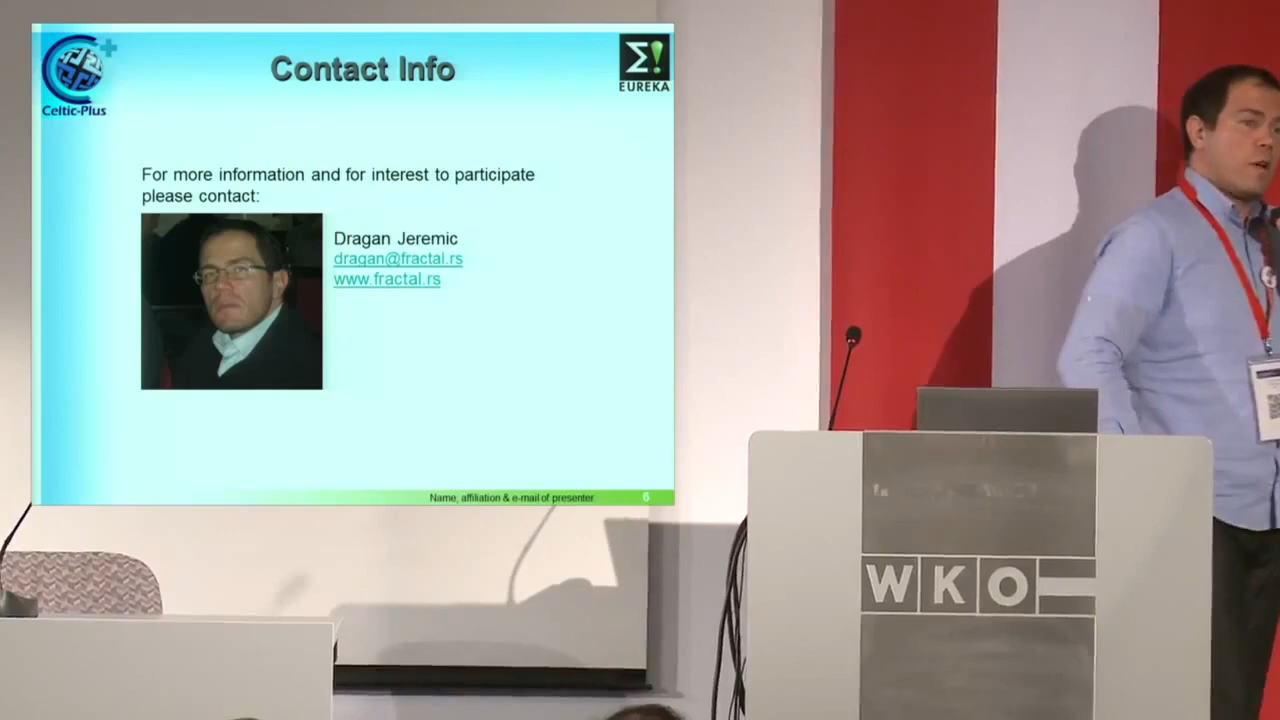 Contact Info
Celtic-Plus
Σ!
EUREKA
For more information and for interest to participate
please contact:
Dragan Jeremic
dragan@fractal.rs
www.fractal.rs
Name, affiliation & e-mail of presenter
6
WKO